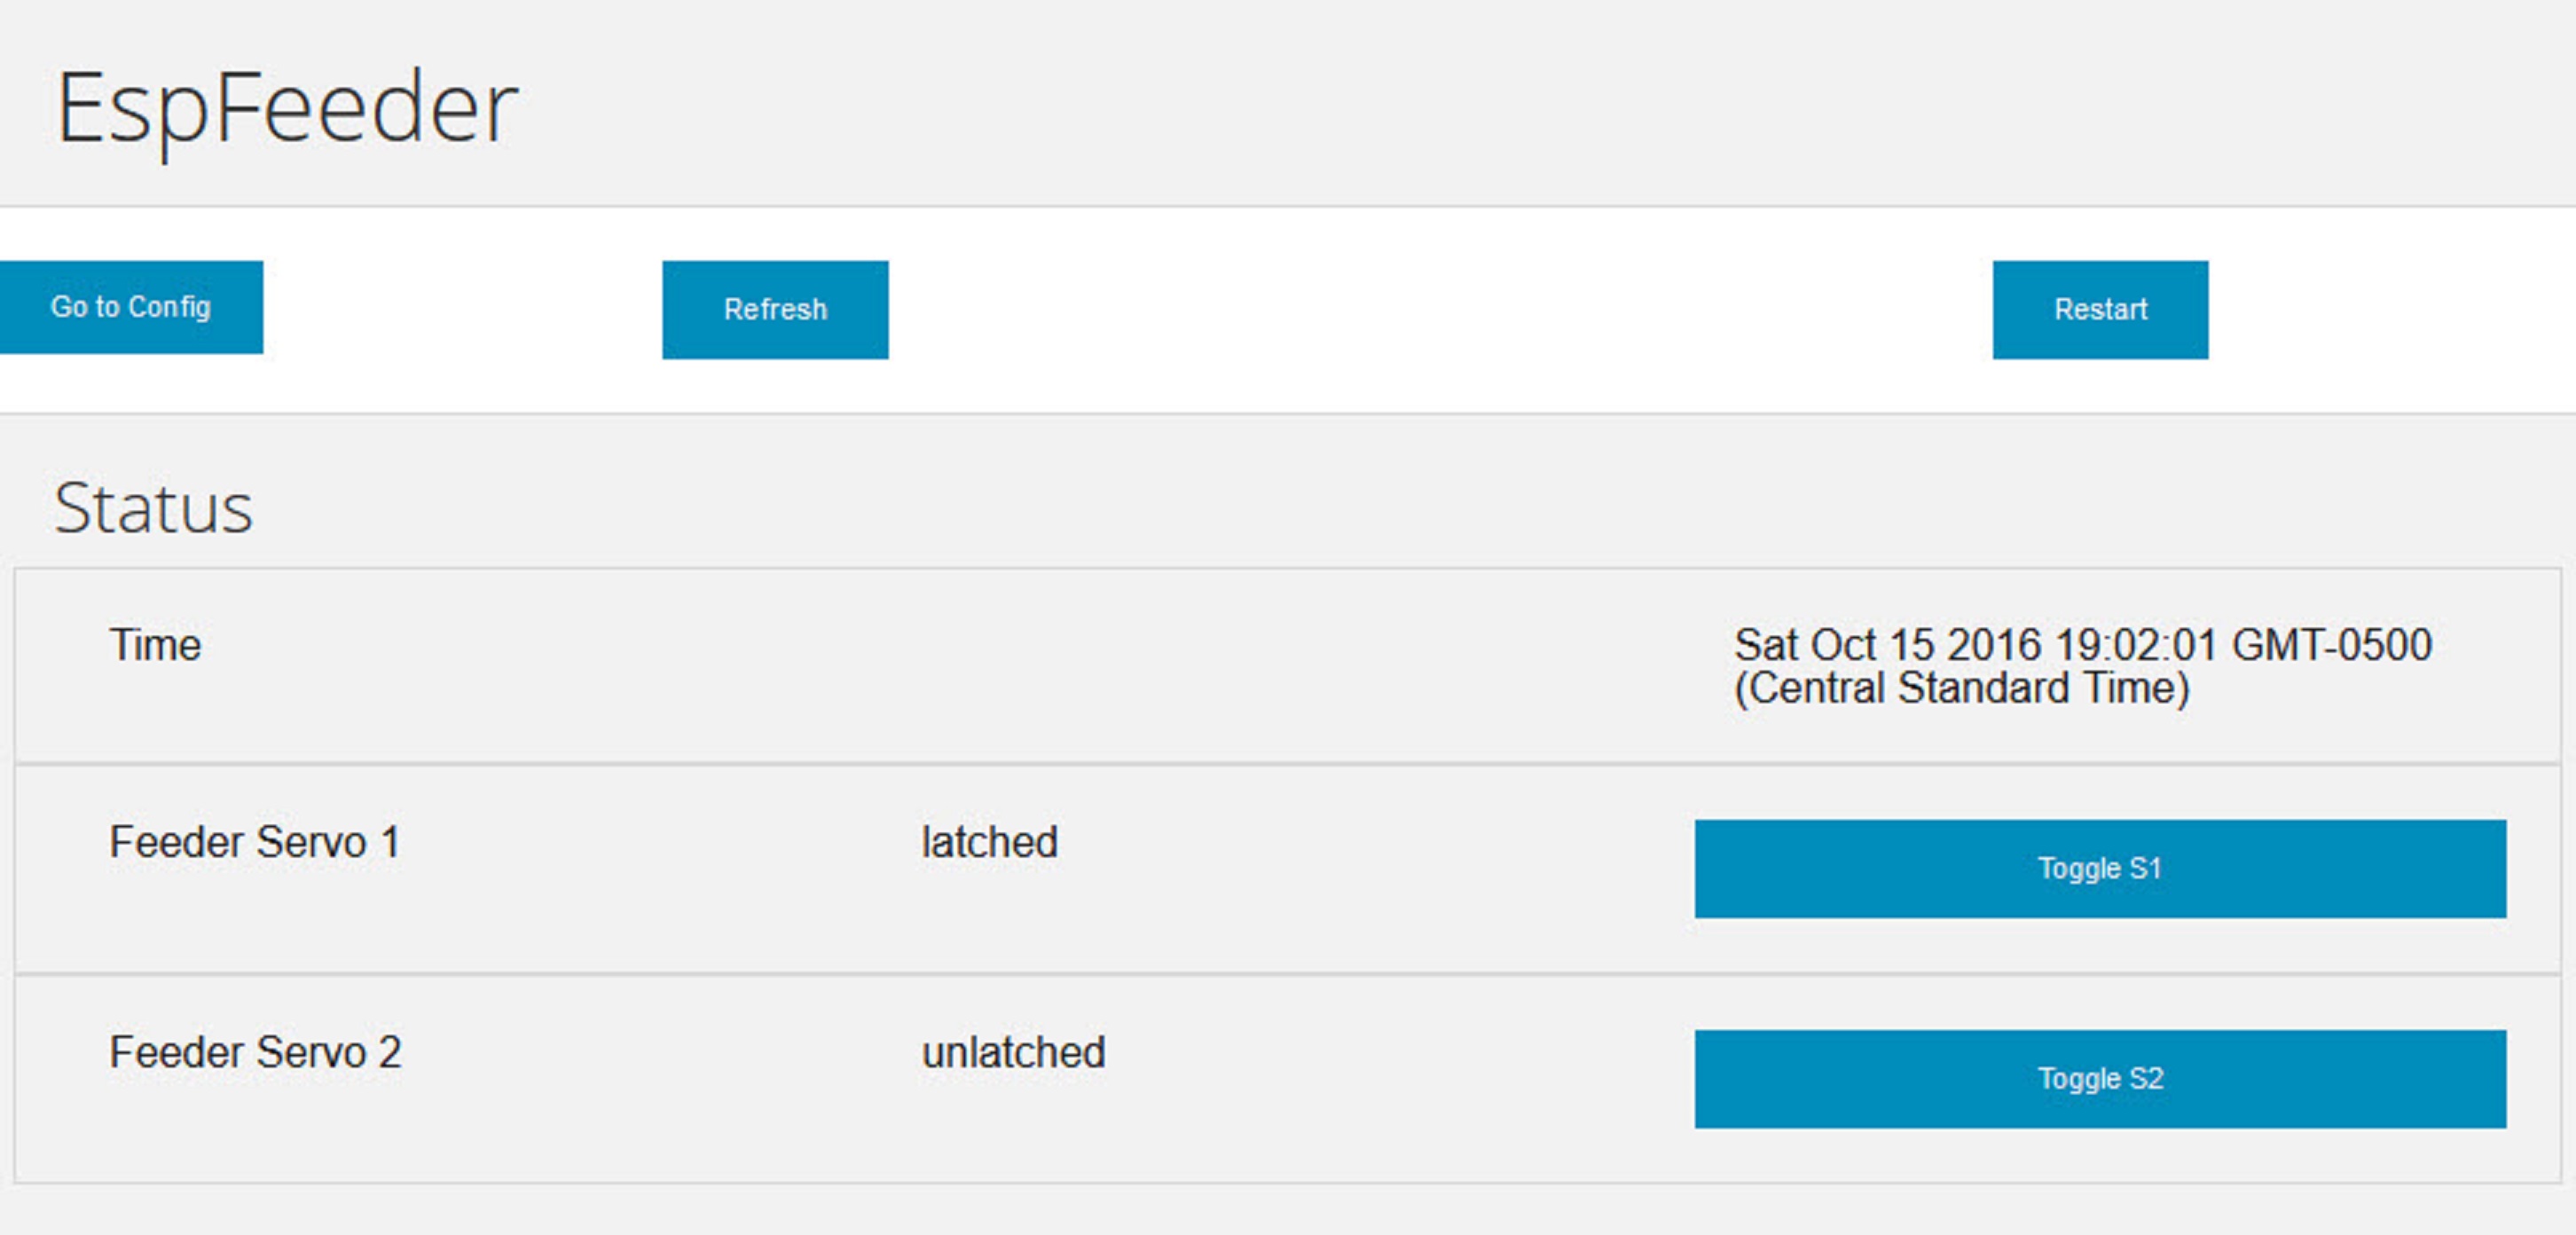 EspFeeder
Go to Config
Refresh
Restart
Status
Time
Sat Oct 15 2016 19:02:01 GMT-0500
(Central Standard Time)
Feeder Servo 1
latched
Toggle S1
Feeder Servo 2
unlatched
Toggle S2